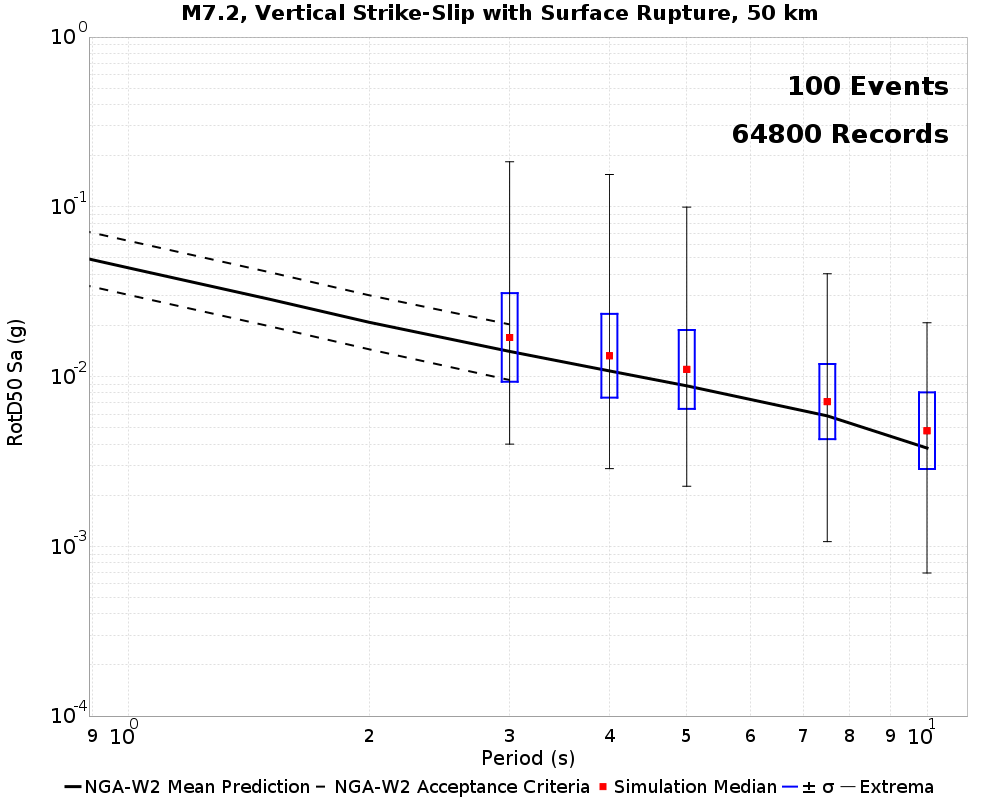 M7.2, Vertical Strike-Slip with Surface Rupture, 50 km
100 Events
64800 Records
RotD50 Sa (g)
10^0
10^-1
10^-2
10^-3
10^-4
9 10^0 2 3 4 5 6 7 8 9 10^1
Period (s)
NGA-W2 Mean Prediction NGA-W2 Acceptance Criteria Simulation Median ± σ Extrema